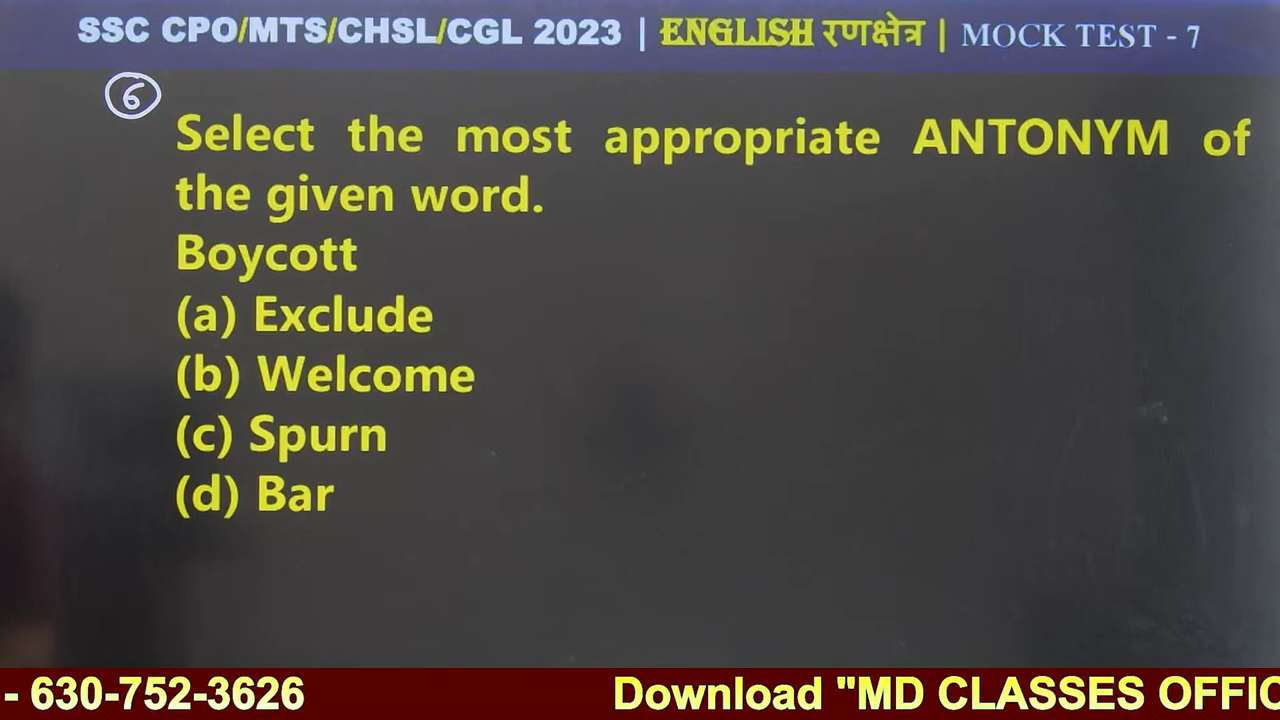 SSC CPO/MTS/CHSL/CGL 2023 | ENGLISH रणक्षेत्र | MOCK TEST - 7
6
Select the most appropriate ANTONYM of
the given word.
Boycott
(a) Exclude
(b) Welcome
(c) Spurn
(d) Bar
- 630-752-3626 Download "MD CLASSES OFFIC